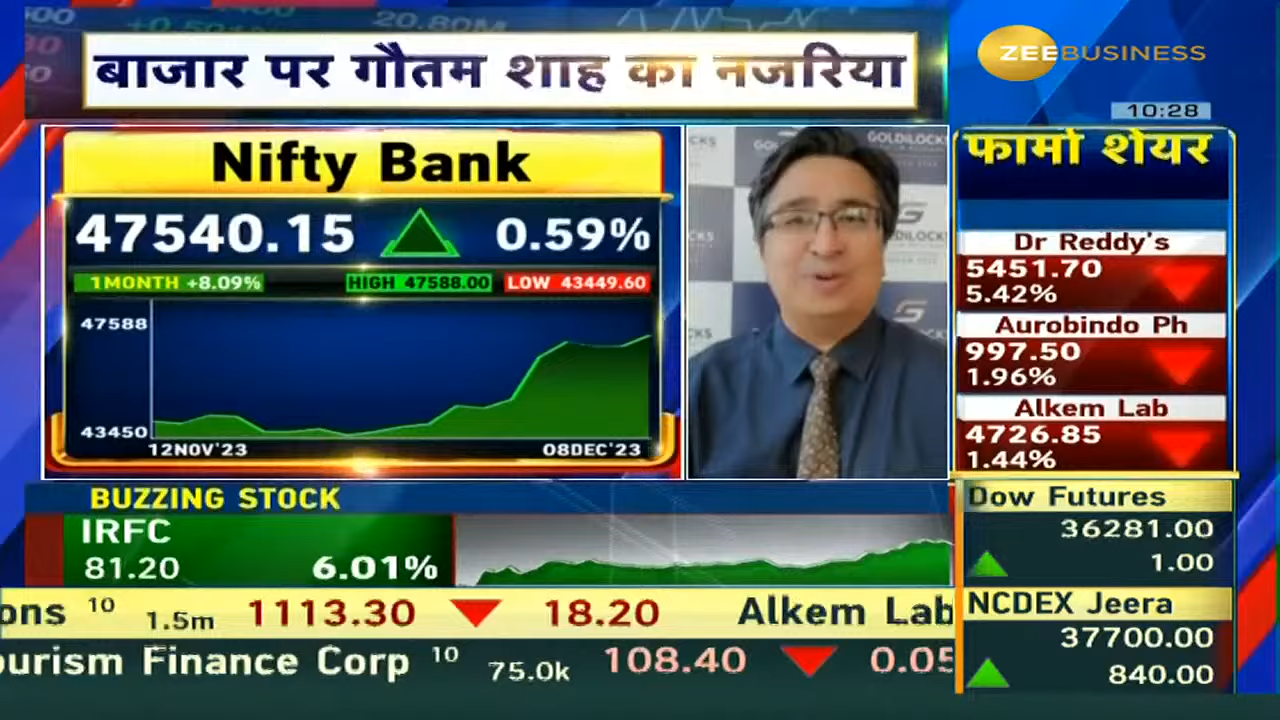 बाजार पर गौतम शाह का नजरिया
ZEEBUSINESS
10:28
Nifty Bank
47540.15 0.59%
1 MONTH +8.09% HIGH 47588.00 LOW 43449.60
47588
43450
12NOV'23 08DEC'23
GOLDILOCKS
फार्मा शेयर
Dr Reddy's
5451.70
5.42%
Aurobindo Ph
997.50
1.96%
Alkem Lab
4726.85
1.44%
BUZZING STOCK
IRFC
81.20 6.01%
Dow Futures
36281.00
1.00
NCDEX Jeera
37700.00
840.00
ons 10 1.5m 1113.30 18.20 Alkem Lab
ourism Finance Corp 10 75.0k 108.40 0.05